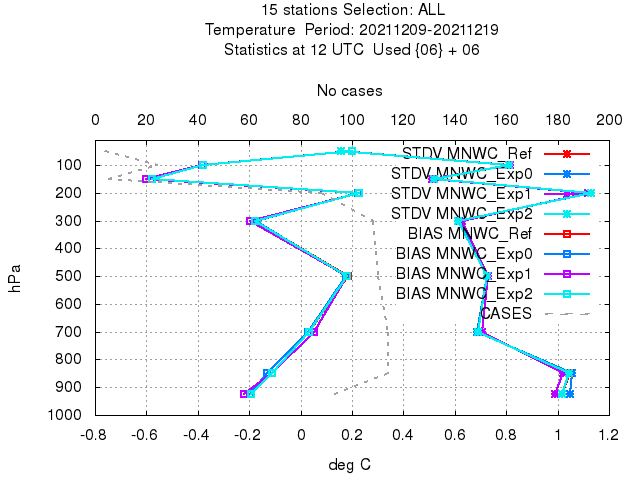 15 stations Selection: ALL
Temperature  Period: 20211209-20211219
Statistics at 12 UTC  Used {06} + 06
No cases
0 20 40 60 80 100 120 140 160 180 200
STDV MNWC_Ref
STDV MNWC_Exp0
STDV MNWC_Exp1
STDV MNWC_Exp2
BIAS MNWC_Ref
BIAS MNWC_Exp0
BIAS MNWC_Exp1
BIAS MNWC_Exp2
CASES
hPa
100
200
300
400
500
600
700
800
900
1000
-0.8 -0.6 -0.4 -0.2 0 0.2 0.4 0.6 0.8 1 1.2
deg C